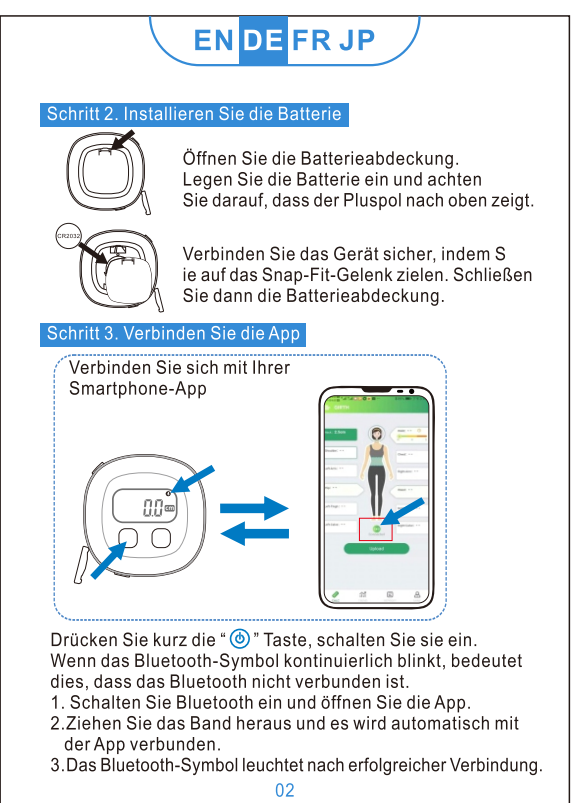 EN DE FR JP
Schritt 2. Installieren Sie die Batterie
Öffnen Sie die Batterieabdeckung.
Legen Sie die Batterie ein und achten
Sie darauf, dass der Pluspol nach oben zeigt.
CR2032
Verbinden Sie das Gerät sicher, indem S
ie auf das Snap-Fit-Gelenk zielen. Schließen
Sie dann die Batterieabdeckung.
Schritt 3. Verbinden Sie die App
Verbinden Sie sich mit Ihrer
Smartphone-App
0.0 cm
Upload
Drücken Sie kurz die “ ” Taste, schalten Sie sie ein.
Wenn das Bluetooth-Symbol kontinuierlich blinkt, bedeutet
dies, dass das Bluetooth nicht verbunden ist.
1. Schalten Sie Bluetooth ein und öffnen Sie die App.
2.Ziehen Sie das Band heraus und es wird automatisch mit
der App verbunden.
3.Das Bluetooth-Symbol leuchtet nach erfolgreicher Verbindung.
02